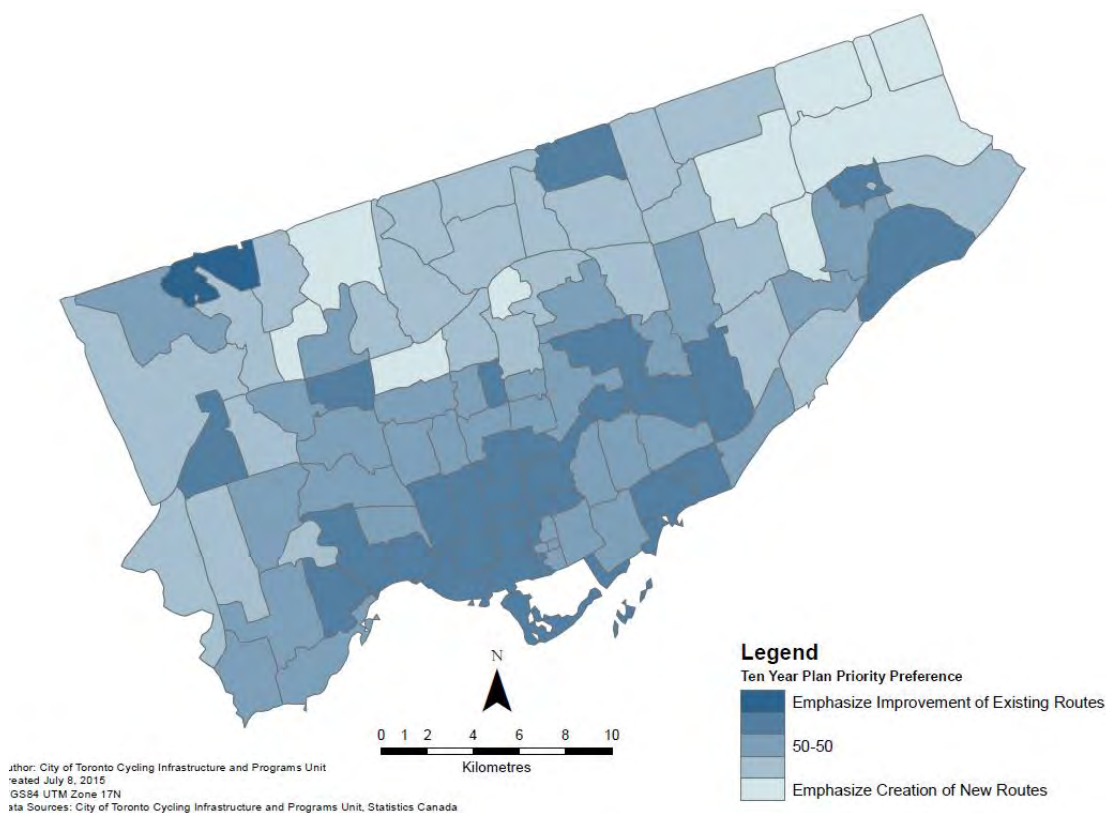 N
0 1 2 4 6 8 10
Kilometres
Legend
Ten Year Plan Priority Preference
Emphasize Improvement of Existing Routes
50-50
Emphasize Creation of New Routes
uthor: City of Toronto Cycling Infrastructure and Programs Unit
reated July 8, 2015
GS84 UTM Zone 17N
ata Sources: City of Toronto Cycling Infrastructure and Programs Unit, Statistics Canada